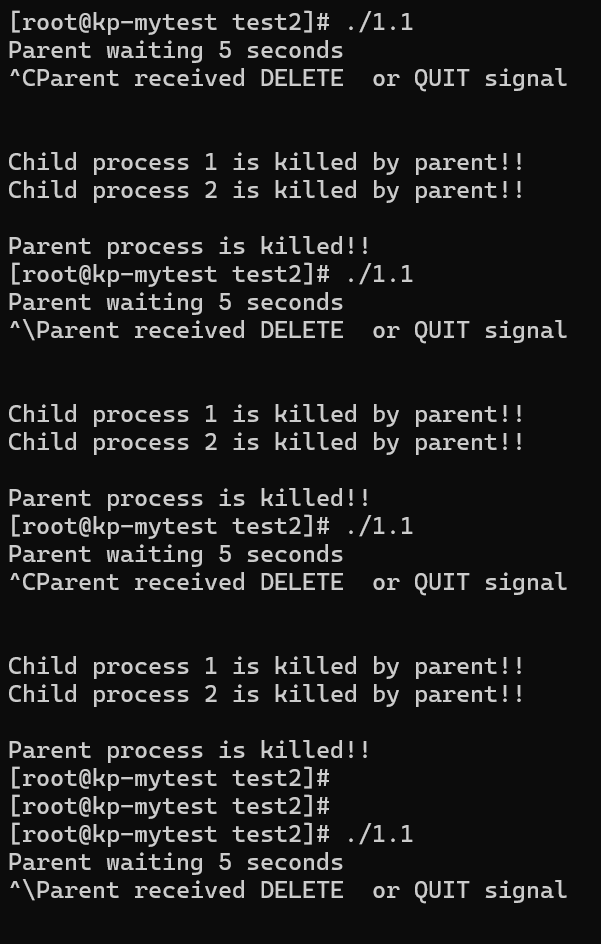 [root@kp-mytest test2]# ./1.1
Parent waiting 5 seconds
^CParent received DELETE  or QUIT signal
Child process 1 is killed by parent!!
Child process 2 is killed by parent!!
Parent process is killed!!
[root@kp-mytest test2]# ./1.1
Parent waiting 5 seconds
^\Parent received DELETE  or QUIT signal
Child process 1 is killed by parent!!
Child process 2 is killed by parent!!
Parent process is killed!!
[root@kp-mytest test2]# ./1.1
Parent waiting 5 seconds
^CParent received DELETE  or QUIT signal
Child process 1 is killed by parent!!
Child process 2 is killed by parent!!
Parent process is killed!!
[root@kp-mytest test2]#
[root@kp-mytest test2]#
[root@kp-mytest test2]# ./1.1
Parent waiting 5 seconds
^\Parent received DELETE  or QUIT signal